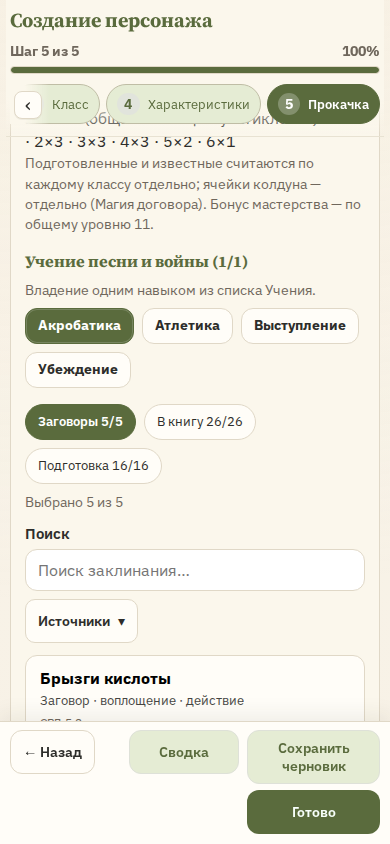 Создание персонажа
Шаг 5 из 5
100%
‹
Класс
4 Характеристики
5 Прокачка
· 2×3 · 3×3 · 4×3 · 5×2 · 6×1
Подготовленные и известные считаются по
каждому классу отдельно; ячейки колдуна —
отдельно (Магия договора). Бонус мастерства — по
общему уровню 11.
Учение песни и войны (1/1)
Владение одним навыком из списка Учения.
Акробатика
Атлетика
Выступление
Убеждение
Заговоры 5/5
В книгу 26/26
Подготовка 16/16
Выбрано 5 из 5
Поиск
Поиск заклинания…
Источники ▾
Брызги кислоты
Заговор · воплощение · действие
← Назад
Сводка
Сохранить
черновик
Готово